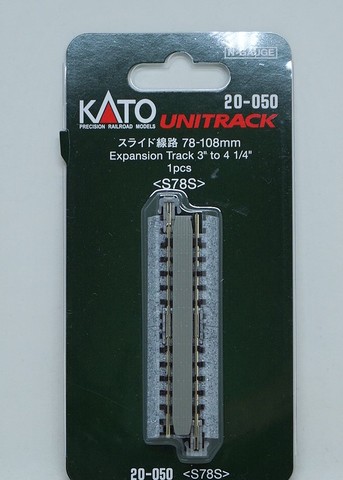 N-GAUGE
20-050
KATO
PRECISION RAILROAD MODELS
UNITRACK
スライド線路 78-108mm
Expansion Track 3" to 4 1/4"
1pcs
<S78S>
20-050 <S78S>